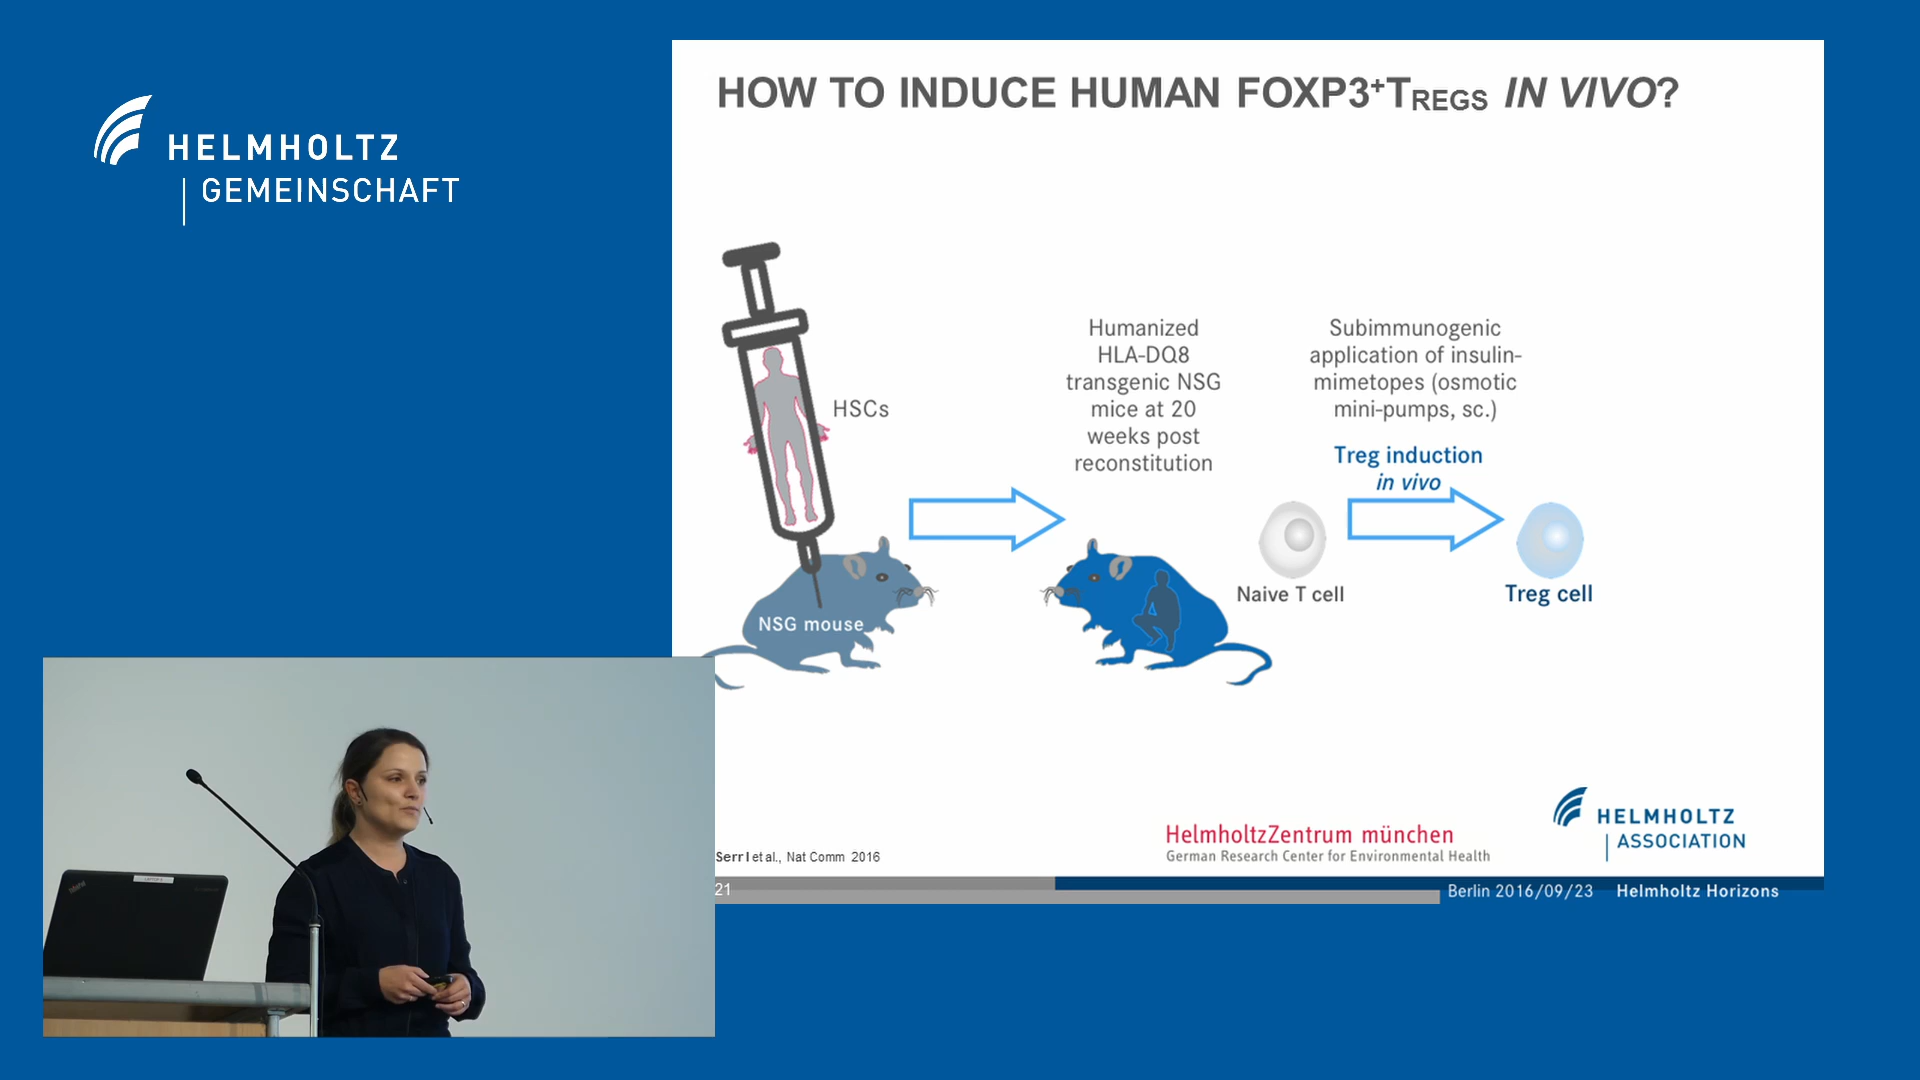 HELMHOLTZ
GEMEINSCHAFT
HOW TO INDUCE HUMAN FOXP3⁺TREGS IN VIVO?
HSCs
NSG mouse
Humanized
HLA-DQ8
transgenic NSG
mice at 20
weeks post
reconstitution
Subimmunogenic
application of insulin-
mimetopes (osmotic
mini-pumps, sc.)
Treg induction
in vivo
Naive T cell
Treg cell
Serr I et al., Nat Comm 2016
HelmholtzZentrum münchen
German Research Center for Environmental Health
HELMHOLTZ
ASSOCIATION
21
Berlin 2016/09/23 Helmholtz Horizons